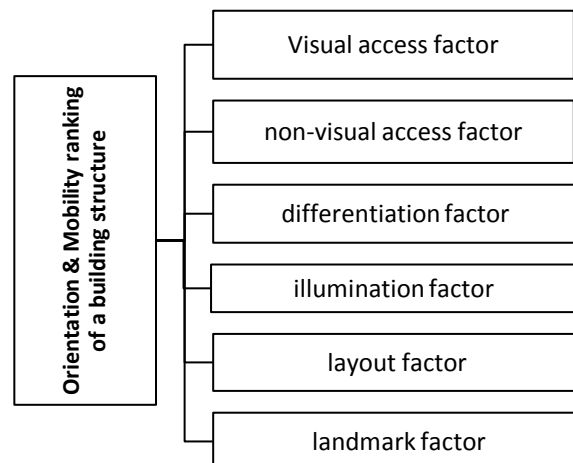 Orientation & Mobility ranking
of a building structure
Visual access factor
non-visual access factor
differentiation factor
illumination factor
layout factor
landmark factor